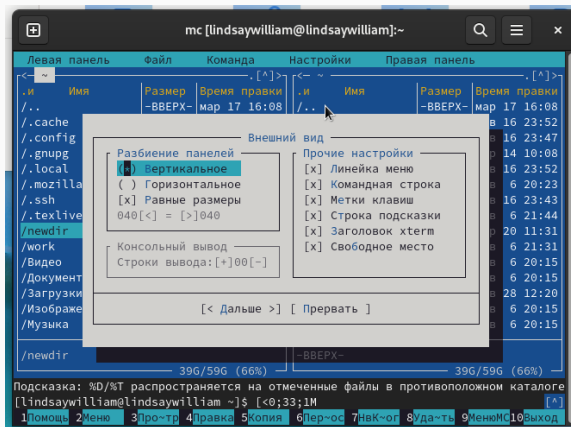 mc [lindsaywilliam@lindsaywilliam]:~
Левая панель Файл Команда Настройки Правая панель
<- ~ .[^]> <- ~ .[^]>
.и Имя Размер Время правки .и Имя Размер Время правки
/.. -ВВЕРХ- мар 17 16:08 /.. -ВВЕРХ- мар 17 16:08
/.cache в 16 23:52
/.config Внешний вид в 16 23:47
/.gnupg Разбиение панелей Прочие настройки р 14 10:08
/.local (*) Вертикальное [x] Линейка меню в 16 23:52
/.mozilla ( ) Горизонтальное [x] Командная строка в 6 20:23
/.ssh [x] Равные размеры [x] Метки клавиш в 16 23:43
/.texlive 040[<] = [>]040 [x] Строка подсказки в 6 21:44
/newdir [x] Заголовок xterm р 20 11:31
/work Консольный вывод [x] Свободное место в 6 21:31
/Видео Строки вывода:[+]00[-] в 6 20:15
/Документ в 6 20:15
/Загрузки в 28 12:20
/Изображе [< Дальше >] [ Прервать ] в 6 20:15
/Музыка в 6 20:15
/newdir -ВВЕРХ-
39G/59G (66%) 39G/59G (66%)
Подсказка: %D/%T распространяется на отмеченные файлы в противоположном каталоге
[lindsaywilliam@lindsaywilliam ~]$ [<0;33;1M [^]
1Помощь 2Меню 3Про~тр 4Правка 5Копия 6Пер~ос 7НвК~ог 8Уда~ть 9МенюМС 10Выход